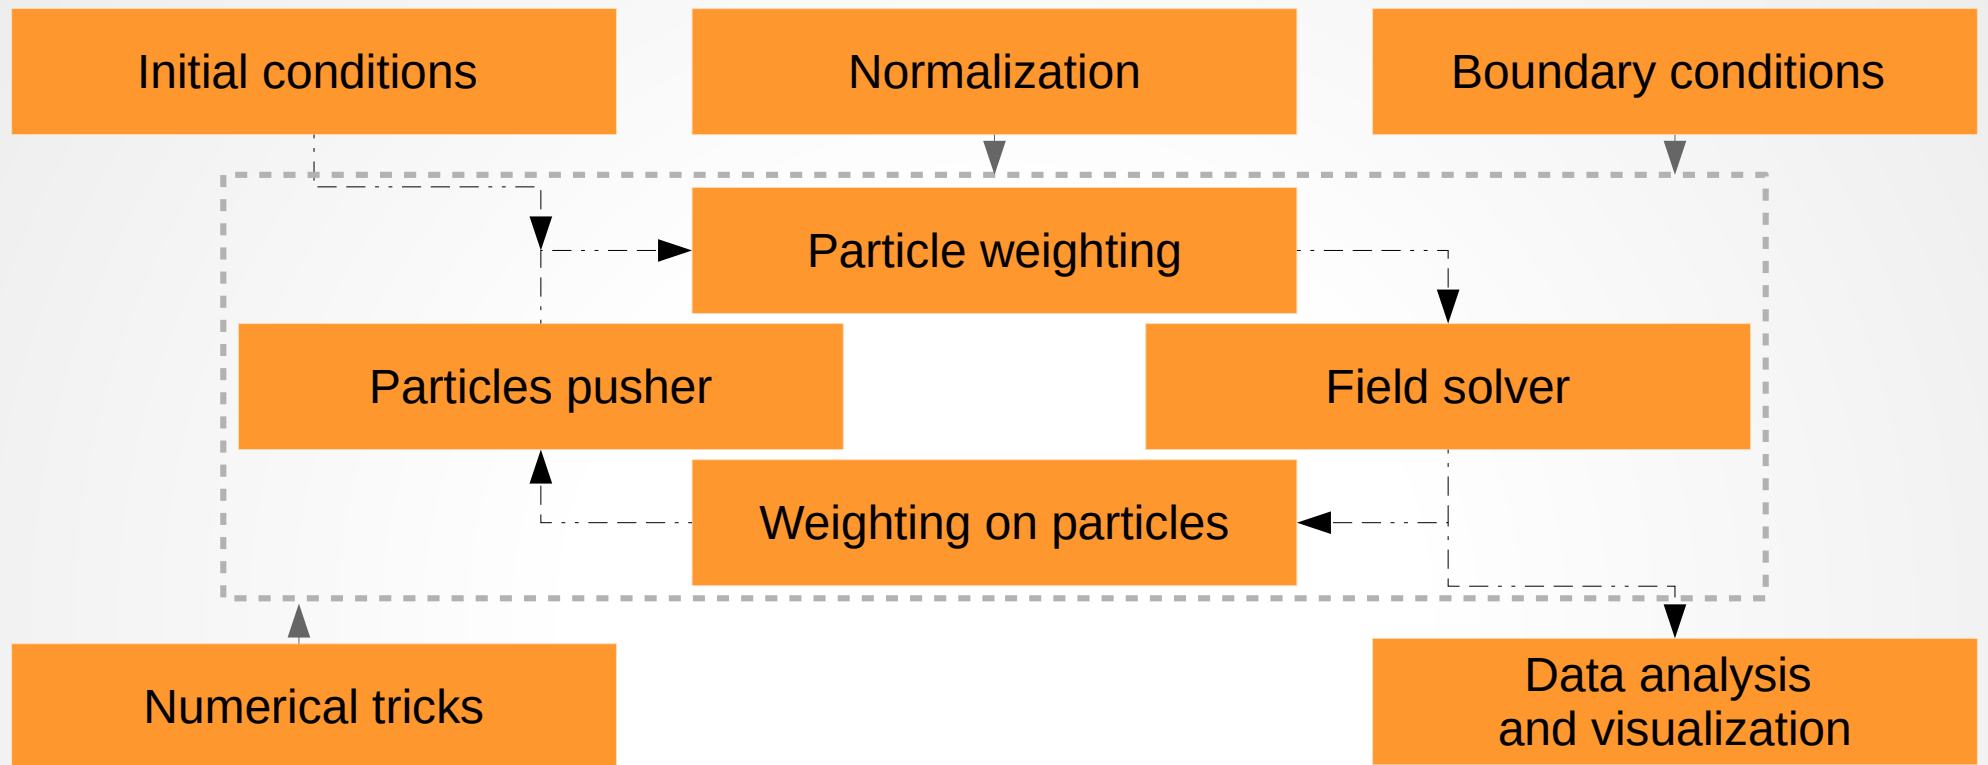 Initial conditions
Normalization
Boundary conditions
Particle weighting
Particles pusher
Field solver
Weighting on particles
Numerical tricks
Data analysis
and visualization